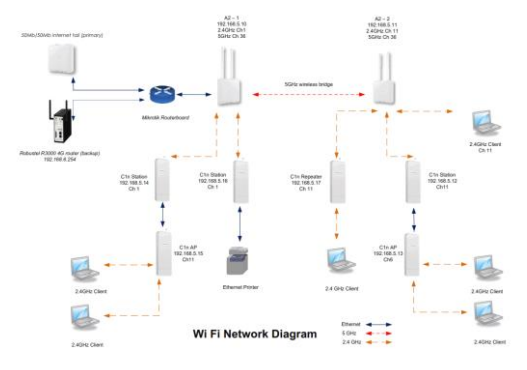 30Mb/30Mb internet tail (primary)
A2 – 1
192.168.5.10
2.4GHz Ch1
5GHz Ch 36
A2 – 2
192.168.5.11
2.4GHz Ch 11
5GHz Ch 36
5GHz wireless bridge
Mikrotik Routerboard
Robustel R3000 4G router (backup)
192.168.8.254
2.4GHz Client
Ch 11
C1n Station
192.168.5.14
Ch 1
C1n Station
192.168.5.16
Ch 1
C1n Repeater
192.168.5.17
Ch 11
C1n Station
192.168.5.12
Ch11
C1n AP
192.168.5.15
Ch11
C1n AP
192.168.5.13
Ch6
2.4GHz Client
Ethernet Printer
2.4 GHz Client
2.4GHz Client
2.4GHz Client
2.4GHz Client
Wi Fi Network Diagram
Ethernet
5 GHz
2.4 GHz